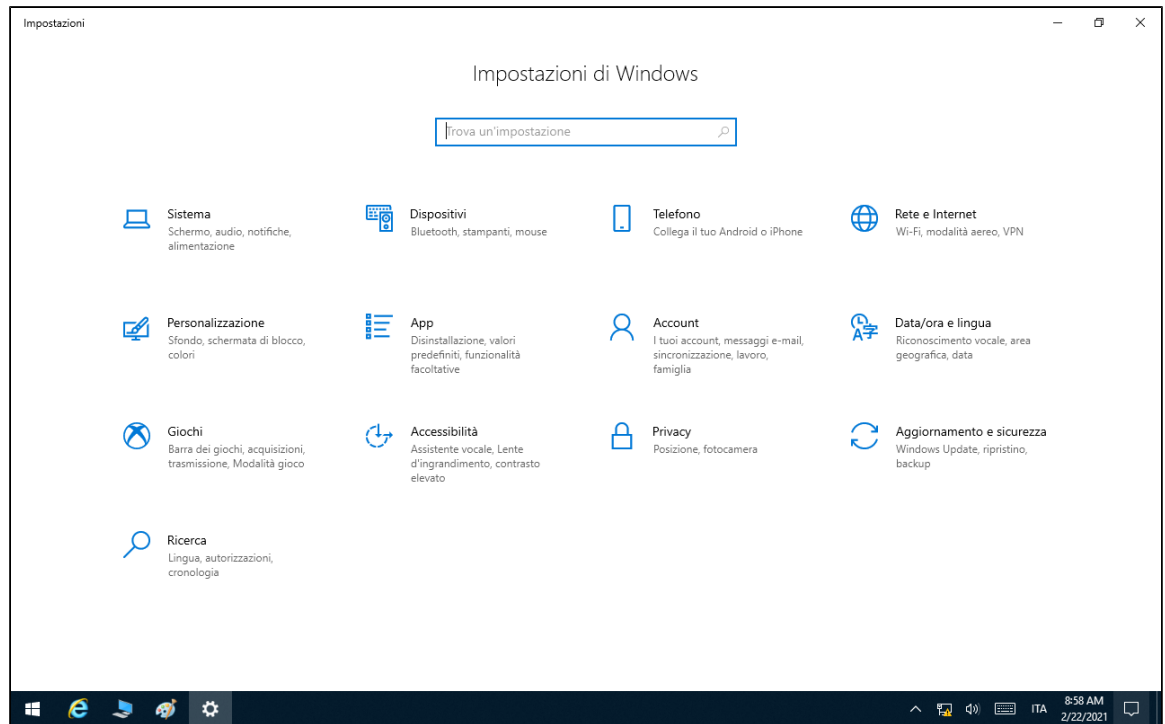 Impostazioni
Impostazioni di Windows
Trova un'impostazione
Sistema
Schermo, audio, notifiche,
alimentazione
Dispositivi
Bluetooth, stampanti, mouse
Telefono
Collega il tuo Android o iPhone
Rete e Internet
Wi-Fi, modalità aereo, VPN
Personalizzazione
Sfondo, schermata di blocco,
colori
App
Disinstallazione, valori
predefiniti, funzionalità
facoltative
Account
I tuoi account, messaggi e-mail,
sincronizzazione, lavoro,
famiglia
Data/ora e lingua
Riconoscimento vocale, area
geografica, data
Giochi
Barra dei giochi, acquisizioni,
trasmissione, Modalità gioco
Accessibilità
Assistente vocale, Lente
d'ingrandimento, contrasto
elevato
Privacy
Posizione, fotocamera
Aggiornamento e sicurezza
Windows Update, ripristino,
backup
Ricerca
Lingua, autorizzazioni,
cronologia
ITA
8:58 AM
2/22/2021